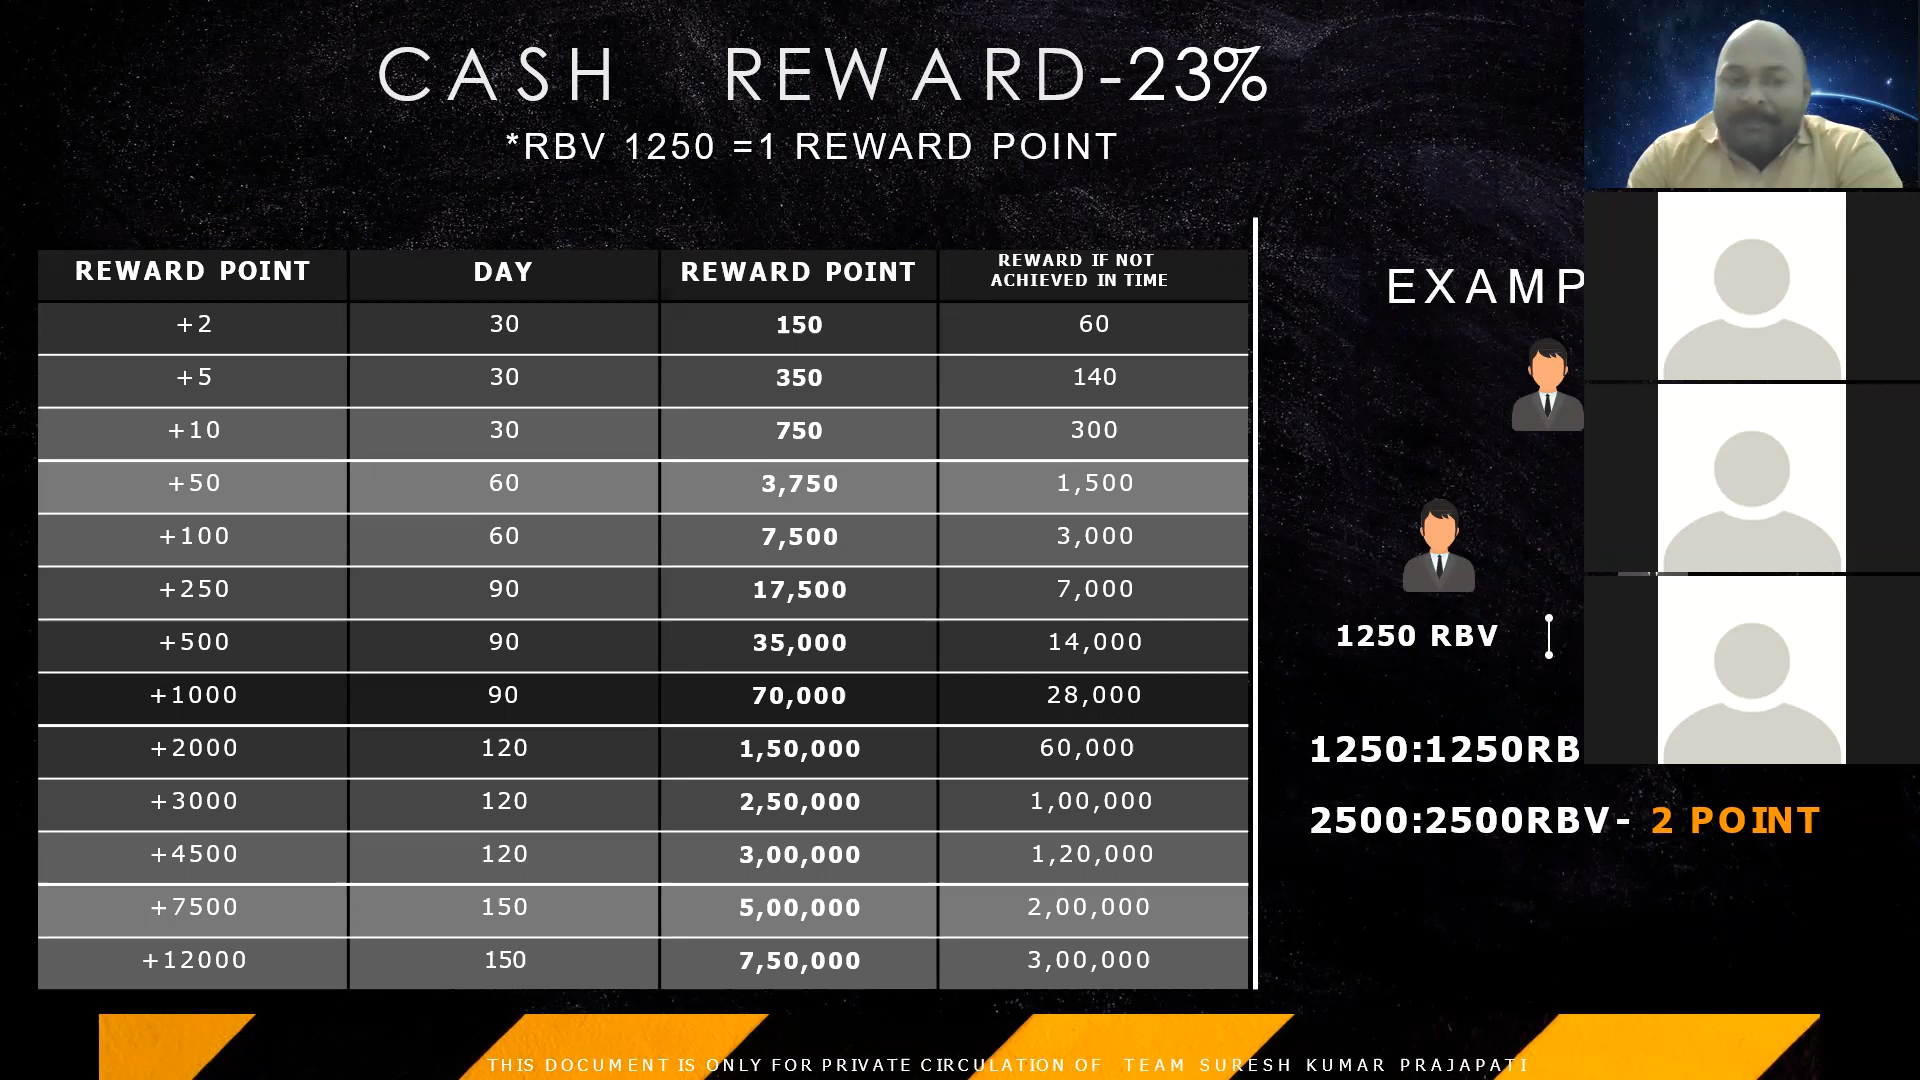 CASH REWARD-23%
*RBV 1250 =1 REWARD POINT
REWARD POINT DAY REWARD POINT REWARD IF NOT ACHIEVED IN TIME
+2 30 150 60
+5 30 350 140
+10 30 750 300
+50 60 3,750 1,500
+100 60 7,500 3,000
+250 90 17,500 7,000
+500 90 35,000 14,000
+1000 90 70,000 28,000
+2000 120 1,50,000 60,000
+3000 120 2,50,000 1,00,000
+4500 120 3,00,000 1,20,000
+7500 150 5,00,000 2,00,000
+12000 150 7,50,000 3,00,000
EXAMP
1250 RBV
1250:1250RB
2500:2500RBV- 2 POINT
THIS DOCUMENT IS ONLY FOR PRIVATE CIRCULATION OF TEAM SURESH KUMAR PRAJAPATI